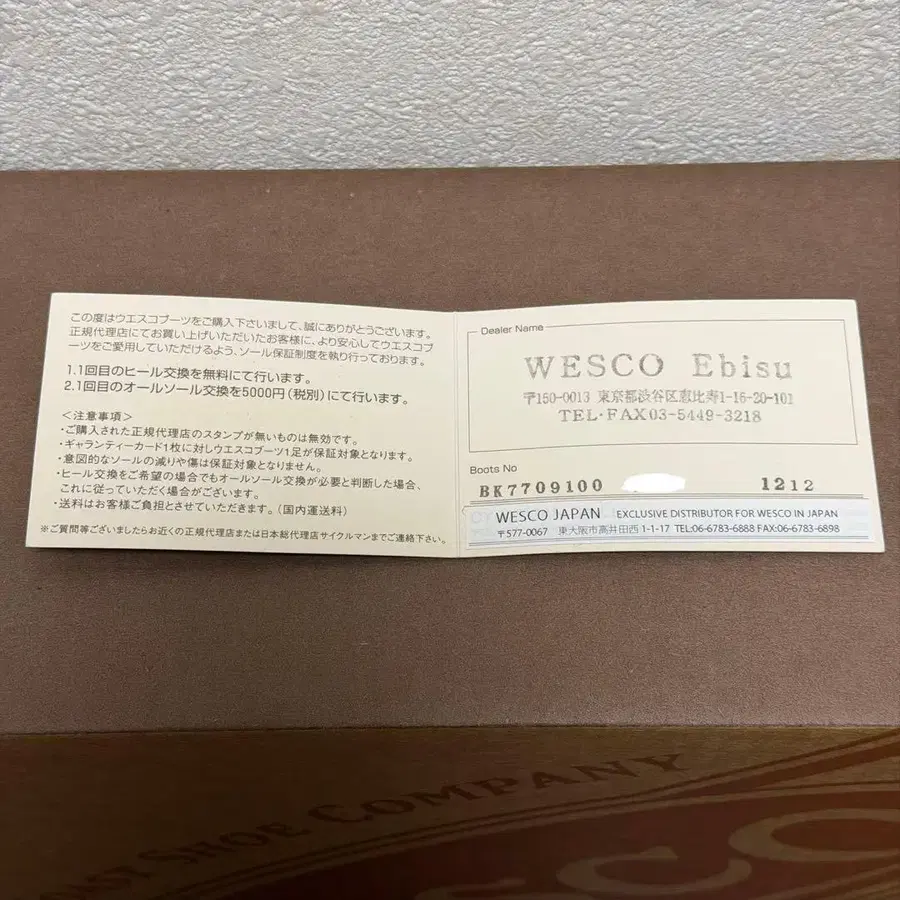 この度はウエスコブーツをご購入下さいまして、誠にありがとうございます。
正規代理店にてお買い上げいただいたお客様に、より安心してウエスコブ
ーツをご愛用していただけるよう、ソール保証制度を執り行っております。
1.1回目のヒール交換を無料にて行います。
2.1回目のオールソール交換を5000円(税別)にて行います。
<注意事項>
・ご購入された正規代理店のスタンプが無いものは無効です。
・ギャランティーカード1枚に対しウエスコブーツ1足が保証対象となります。
・意図的なソールの減りや傷は保証対象となりません。
・ヒール交換をご希望の場合でもオールソール交換が必要と判断した場合、
これに従っていただく場合がございます。
・送料はお客様ご負担とさせていただきます。(国内運送料)
※ご質問等ございましたらお近くの正規代理店または日本総代理店サイクルマンまでご連絡下さい。
Dealer Name
WESCO Ebisu
〒150-0013 東京都渋谷区恵比寿1-16-20-101
TEL・FAX03-5449-3218
Boots No
BK7709100 1212
WESCO JAPAN EXCLUSIVE DISTRIBUTOR FOR WESCO IN JAPAN
〒577-0067 東大阪市高井田西1-1-17 TEL:06-6783-6888 FAX:06-6783-6898
SHOE COMPANY